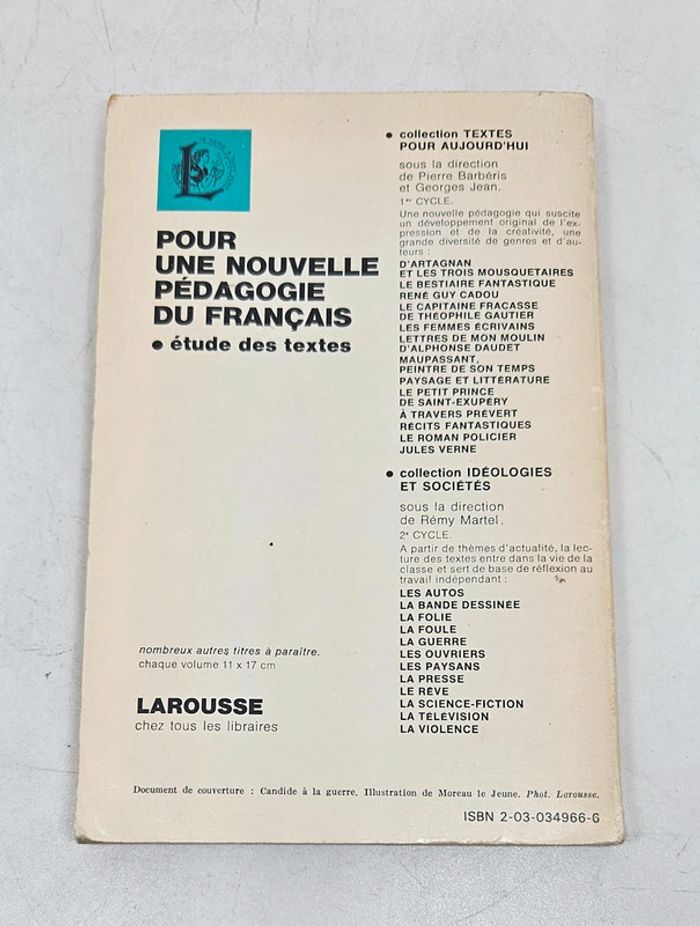 POUR
UNE NOUVELLE
PÉDAGOGIE
DU FRANÇAIS
• étude des textes
nombreux autres titres à paraître.
chaque volume 11 x 17 cm
LAROUSSE
chez tous les libraires
• collection TEXTES
POUR AUJOURD'HUI
sous la direction
de Pierre Barbéris
et Georges Jean.
1er CYCLE.
Une nouvelle pédagogie qui suscite
un développement original de l'ex-
pression et de la créativité, une
grande diversité de genres et d'au-
teurs :
D'ARTAGNAN
ET LES TROIS MOUSQUETAIRES
LE BESTIAIRE FANTASTIQUE
RENÉ GUY CADOU
LE CAPITAINE FRACASSE
DE THÉOPHILE GAUTIER
LES FEMMES ÉCRIVAINS
LETTRES DE MON MOULIN
D'ALPHONSE DAUDET
MAUPASSANT,
PEINTRE DE SON TEMPS
PAYSAGE ET LITTÉRATURE
LE PETIT PRINCE
DE SAINT-EXUPÉRY
À TRAVERS PRÉVERT
RÉCITS FANTASTIQUES
LE ROMAN POLICIER
JULES VERNE
• collection IDÉOLOGIES
ET SOCIÉTÉS
sous la direction
de Rémy Martel.
2e CYCLE.
A partir de thèmes d'actualité, la lec-
ture des textes entre dans la vie de la
classe et sert de base de réflexion au
travail indépendant :
LES AUTOS
LA BANDE DESSINÉE
LA FOLIE
LA FOULE
LA GUERRE
LES OUVRIERS
LES PAYSANS
LA PRESSE
LE RÊVE
LA SCIENCE-FICTION
LA TÉLÉVISION
LA VIOLENCE
Document de couverture : Candide à la guerre. Illustration de Moreau le Jeune. Phot. Larousse.
ISBN 2-03-034966-6